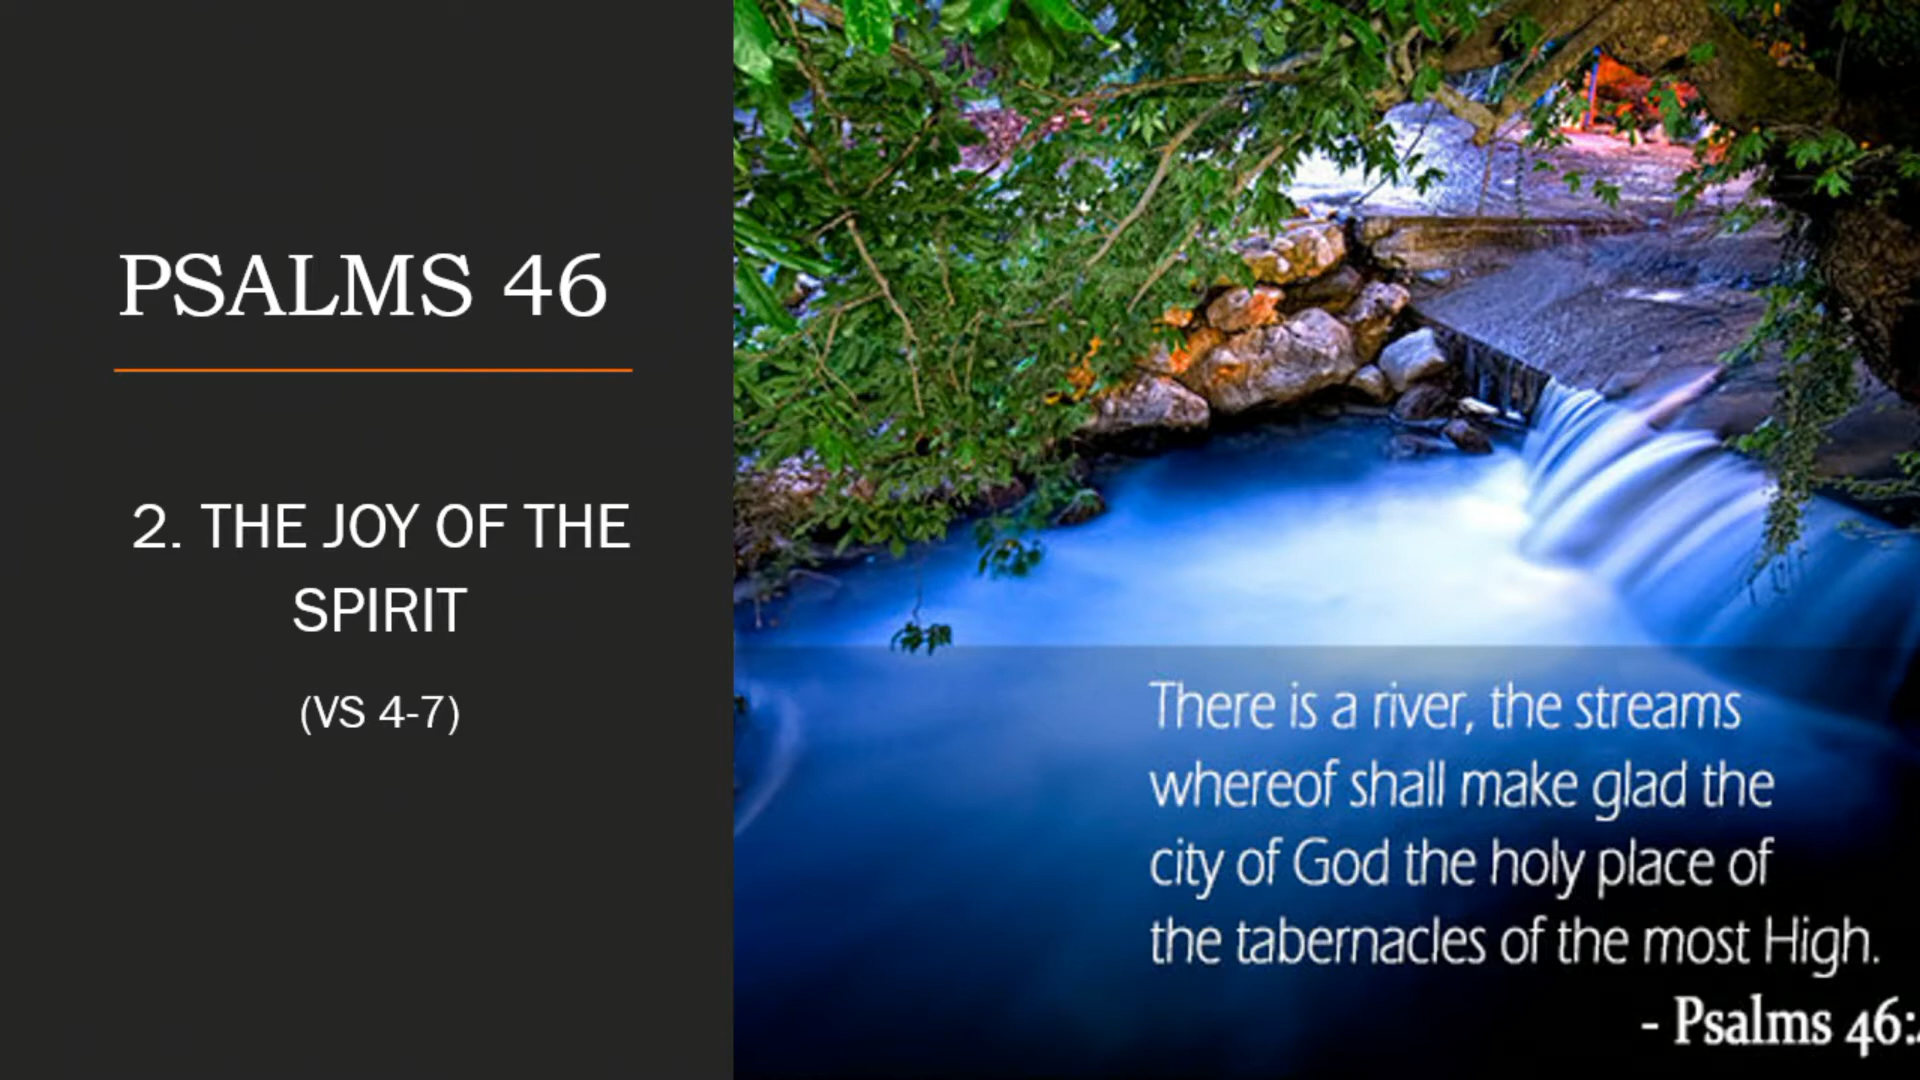 PSALMS 46
2. THE JOY OF THE
SPIRIT
(VS 4-7)
There is a river, the streams
whereof shall make glad the
city of God the holy place of
the tabernacles of the most High.
- Psalms 46: